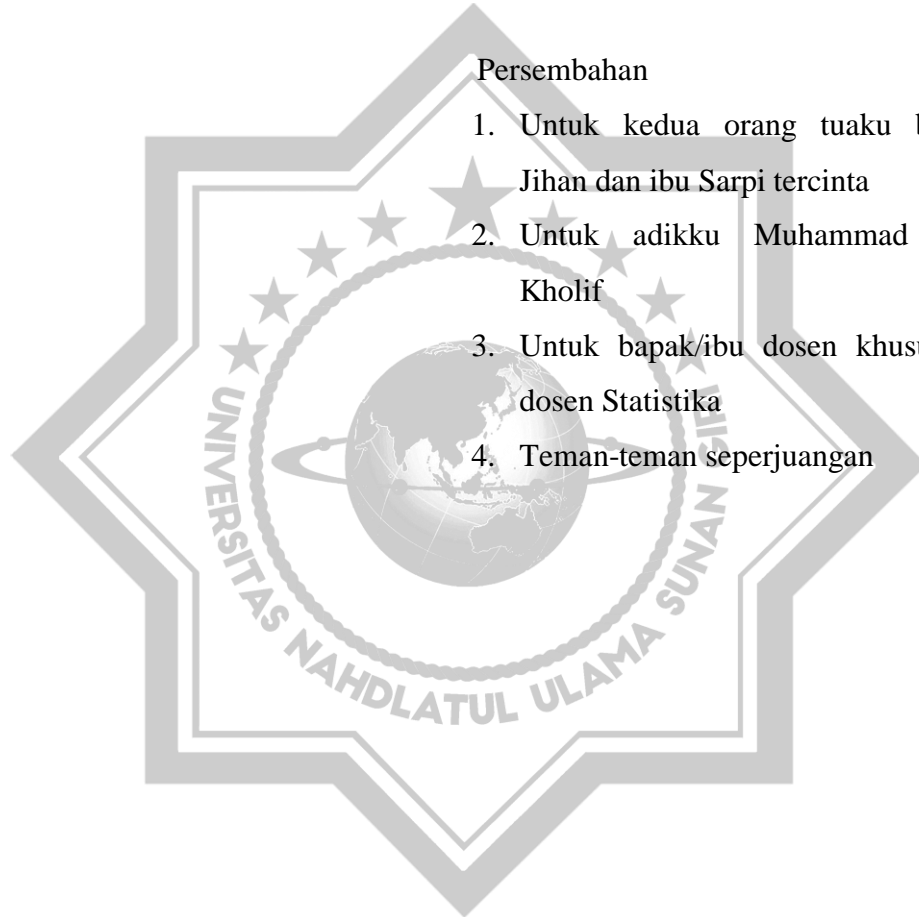 Persembahan
1. Untuk kedua orang tuaku
Jihan dan ibu Sarpi tercinta
2. Untuk adikku Muhammad
Kholif
3. Untuk bapak/ibu dosen
dosen Statistika
4. Teman-teman seperjuangan
UNIVERSITAS NAHDLATUL ULAMA SUNAN GIRI